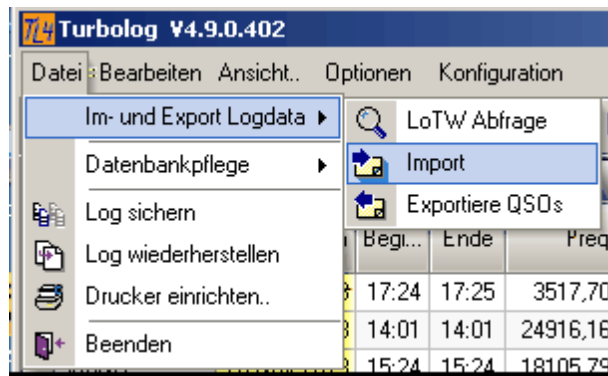 TL4 Turbolog V4.9.0.402
Datei Bearbeiten Ansicht.. Optionen Konfiguration
Im- und Export Logdata
Datenbankpflege
Log sichern
Log wiederherstellen
Drucker einrichten..
Beenden
LoTW Abfrage
Import
Exportiere QSOs
Begi... Ende Freq
17:24 17:25 3517,70
14:01 14:01 24916,16
15:24 15:24 18105,79